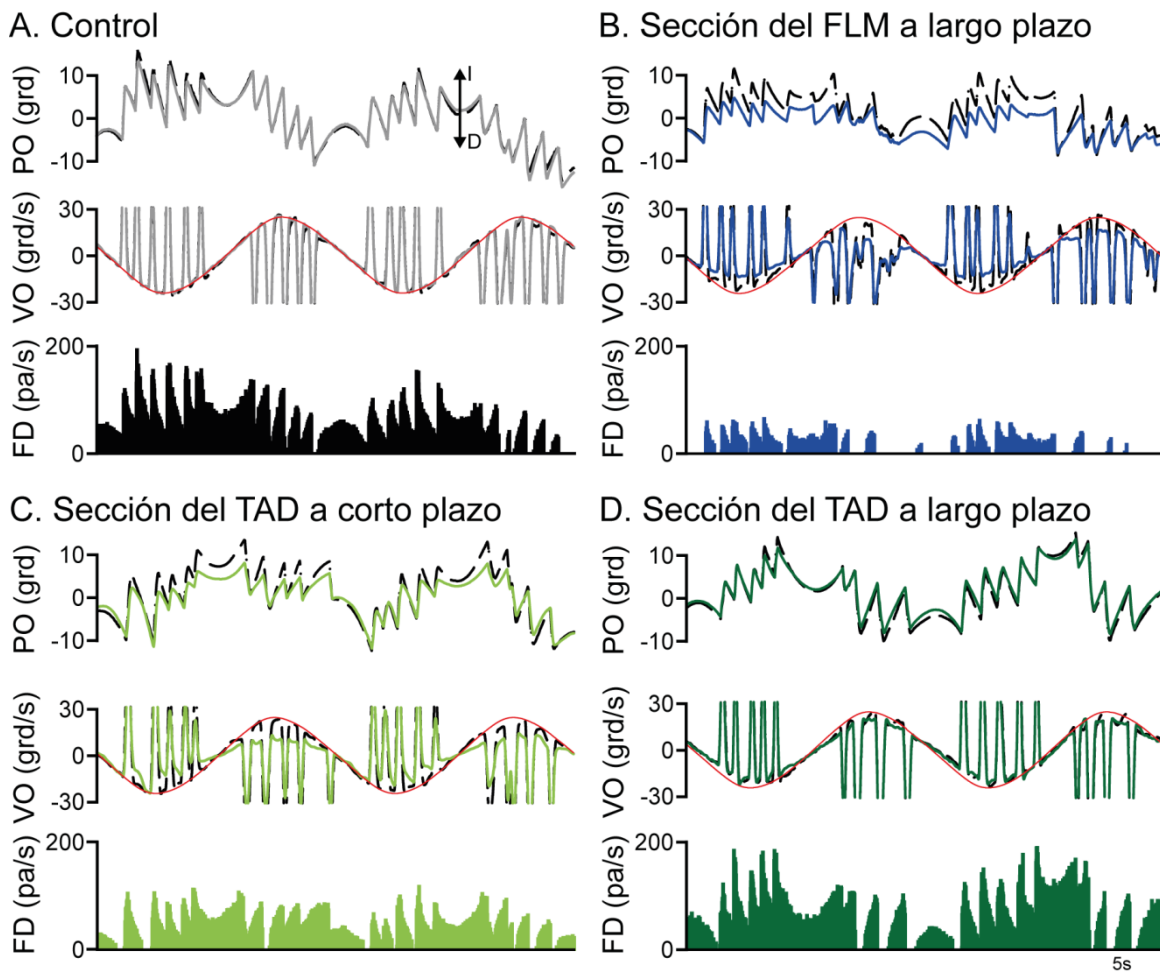 A. Control
PO (grd)
10
0
-10
I
D
VO (grd/s)
30
0
-30
FD (pa/s)
200
0
B. Sección del FLM a largo plazo
PO (grd)
10
0
-10
VO (grd/s)
30
0
-30
FD (pa/s)
200
0
C. Sección del TAD a corto plazo
PO (grd)
10
0
-10
VO (grd/s)
30
0
-30
FD (pa/s)
200
0
D. Sección del TAD a largo plazo
PO (grd)
10
0
-10
VO (grd/s)
30
0
-30
FD (pa/s)
200
0
5s